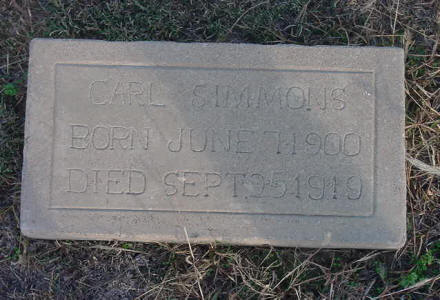 CARL SIMMONS
BORN JUNE 7 1900
DIED SEPT. 25 1919